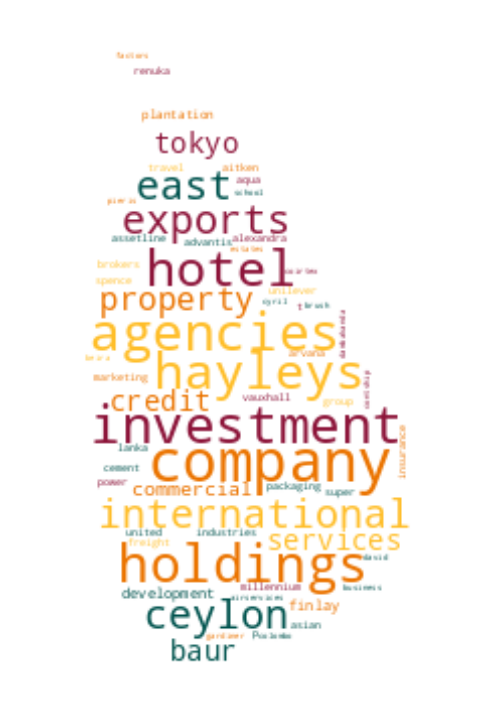 factors
renuka
plantation
tokyo
travel aitken
east aqua
school
pieris
exports
assetline advantis alexandra
estates
brokers hotel
spence unilever
property cyril t brush
agencies
dambakanda
arvana
hayleys
marketing
credit vauxhall group
investment
lanka company insurance
cement
power commercial packaging super
international
united industries services
freight
holdings david
development millennium business
airservices
ceylon finlay
asian
gardiner
baur